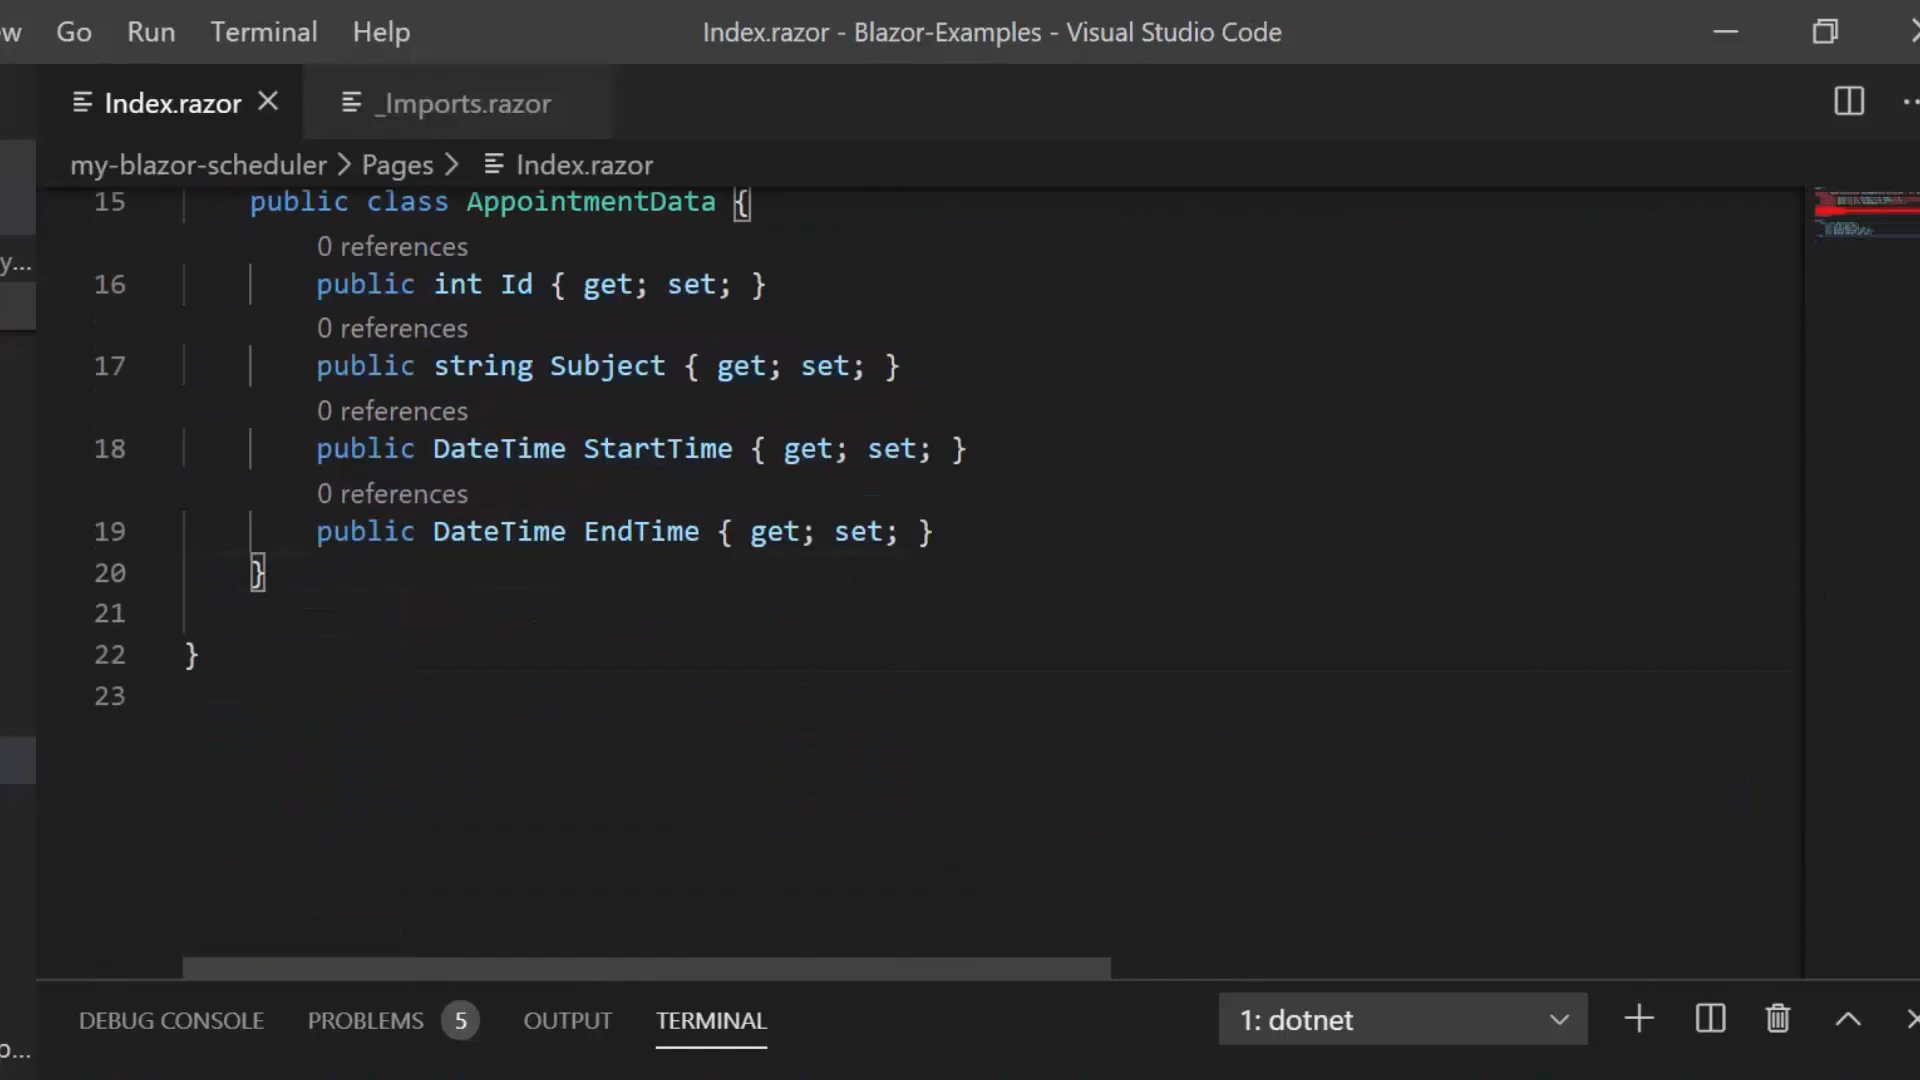 w Go Run Terminal Help Index.razor - Blazor-Examples - Visual Studio Code
Index.razor _Imports.razor
my-blazor-scheduler > Pages > Index.razor
15 public class AppointmentData {
0 references
16 public int Id { get; set; }
0 references
17 public string Subject { get; set; }
0 references
18 public DateTime StartTime { get; set; }
0 references
19 public DateTime EndTime { get; set; }
20 }
21
22 }
23
y...
p...
DEBUG CONSOLE PROBLEMS 5 OUTPUT TERMINAL 1: dotnet